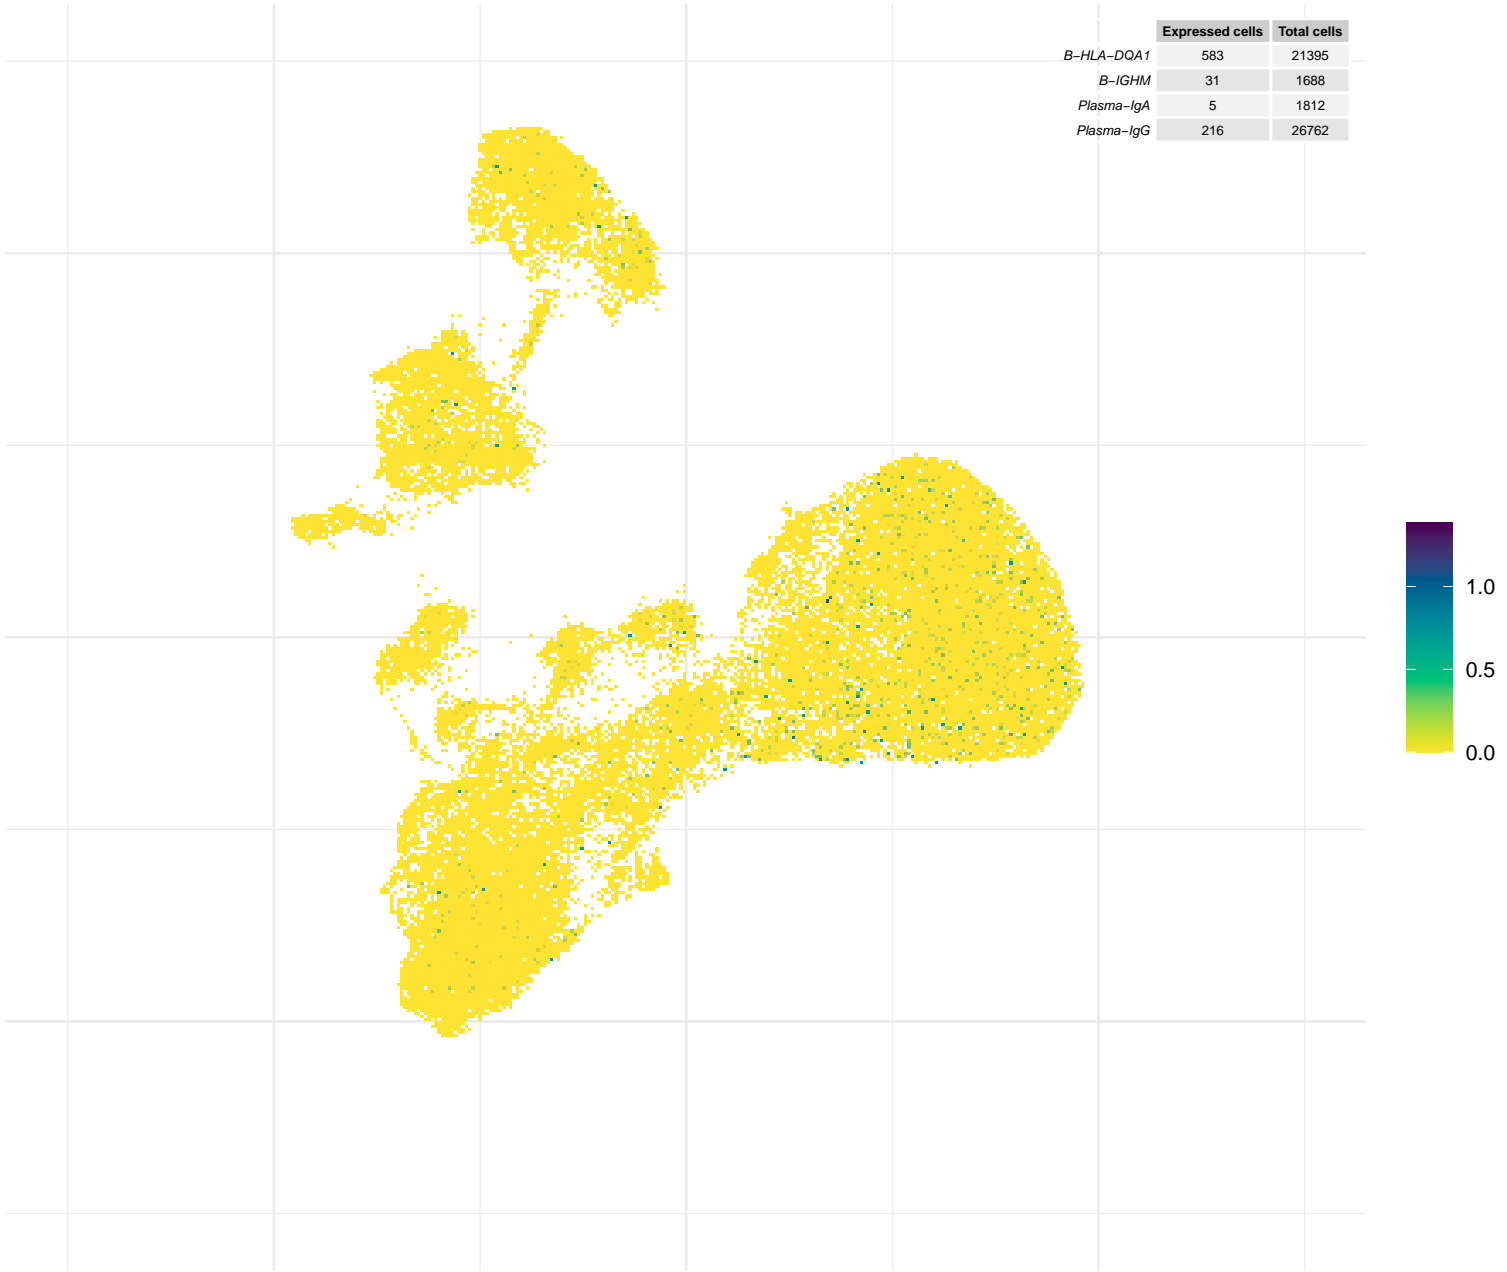 Expressed cells Total cells
B−HLA−DQA1 583 21395
B−IGHM 31 1688
Plasma−IgA 5 1812
Plasma−IgG 216 26762
1.0
0.5
0.0